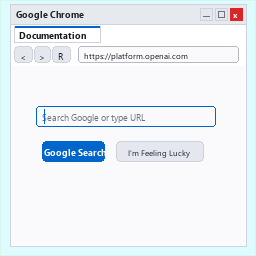 Google Chrome
x
Documentation
< > R https://platform.openai.com
Search Google or type URL
Google Search I'm Feeling Lucky